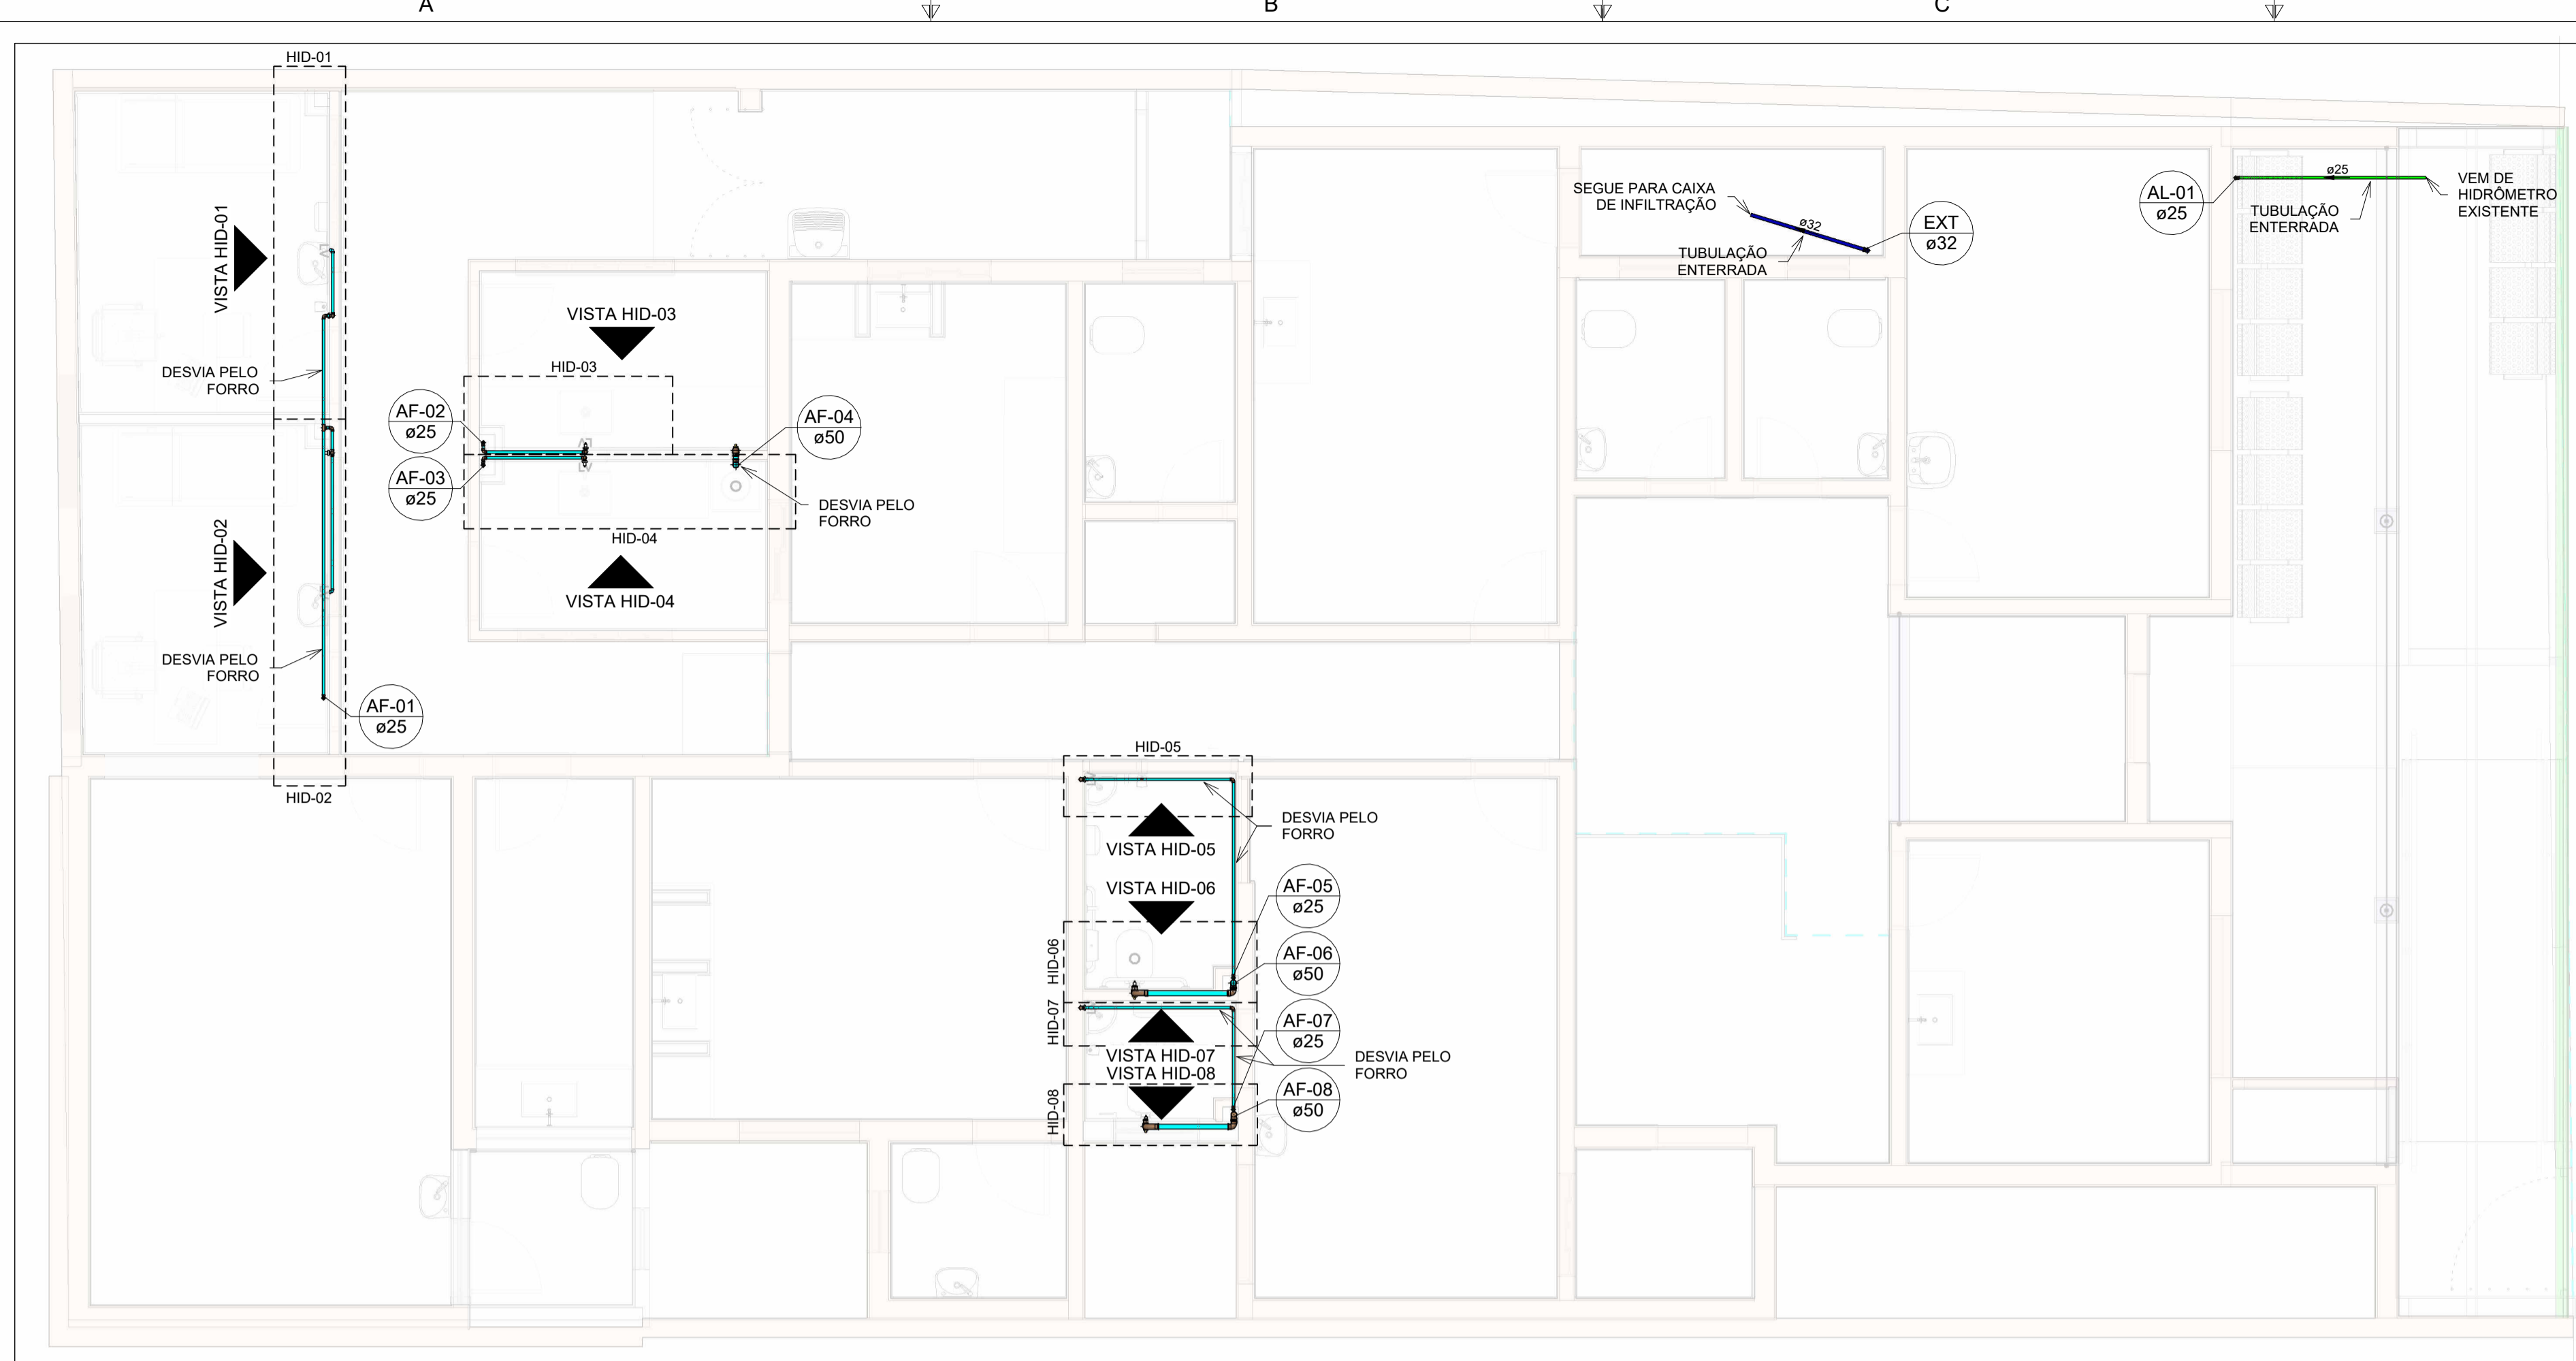 A
B
C
HID-01
VISTA HID-01
DESVIA PELO
FORRO
VISTA HID-02
DESVIA PELO
FORRO
AF-01
ø25
HID-02
VISTA HID-03
HID-03
AF-02
ø25
AF-03
ø25
AF-04
ø50
DESVIA PELO
FORRO
HID-04
VISTA HID-04
SEGUE PARA CAIXA
DE INFILTRAÇÃO
ø32
TUBULAÇÃO
ENTERRADA
EXT
ø32
AL-01
ø25
ø25
TUBULAÇÃO
ENTERRADA
VEM DE
HIDRÔMETRO
EXISTENTE
HID-05
DESVIA PELO
FORRO
VISTA HID-05
VISTA HID-06
AF-05
ø25
HID-06
AF-06
ø50
HID-07
AF-07
ø25
VISTA HID-07
VISTA HID-08
DESVIA PELO
FORRO
HID-08
AF-08
ø50